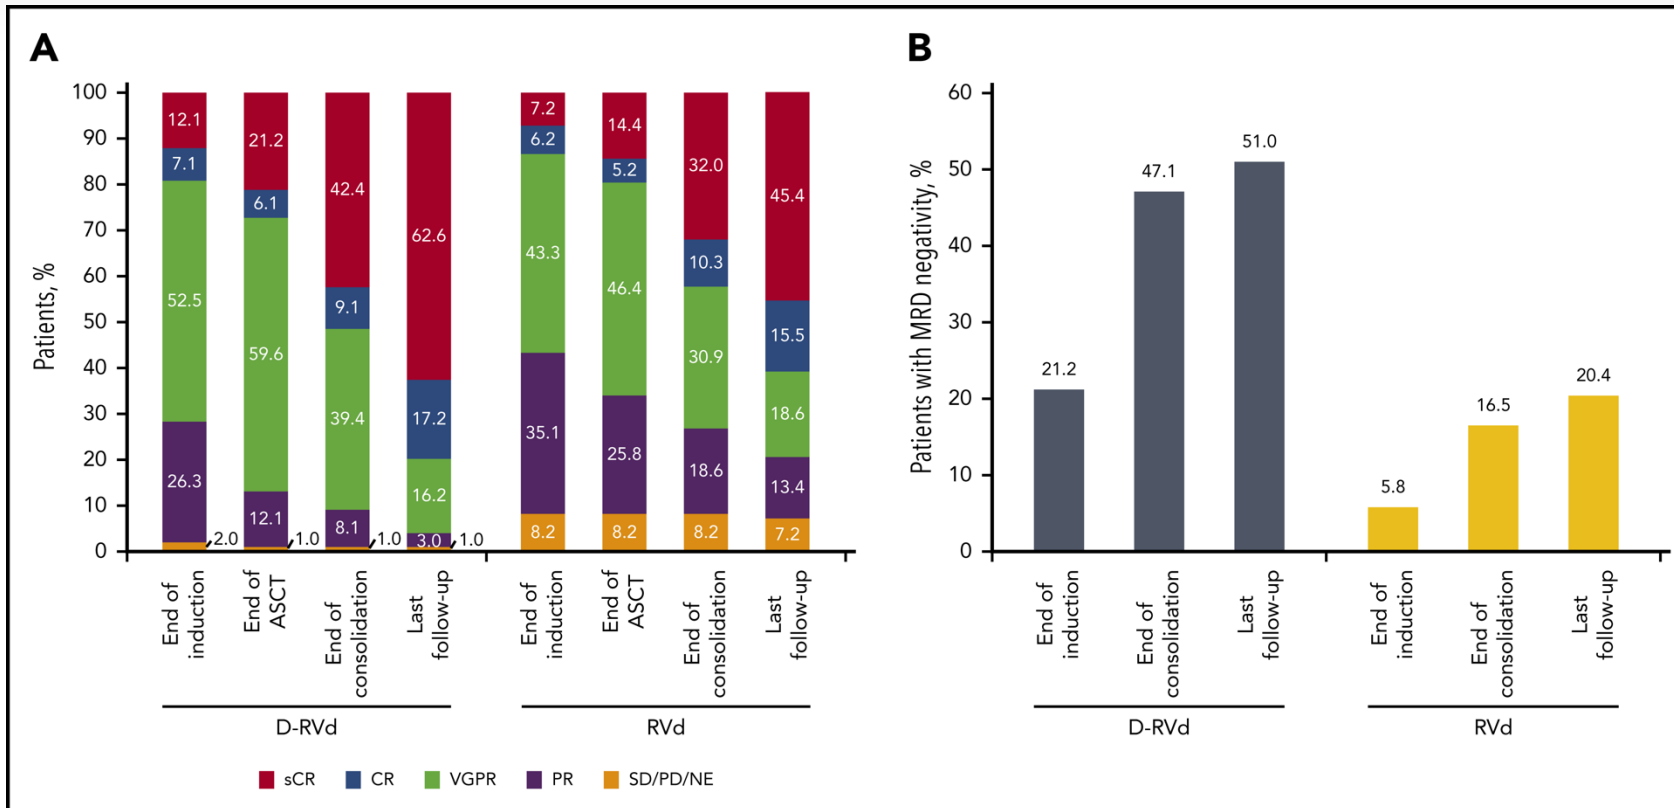 A
Patients, %
100
90
80
70
60
50
40
30
20
10
0
12.1
7.1
52.5
26.3
2.0
21.2
6.1
59.6
12.1
1.0
42.4
9.1
39.4
8.1
1.0
62.6
17.2
16.2
3.0
1.0
7.2
6.2
43.3
35.1
8.2
14.4
5.2
46.4
25.8
8.2
32.0
10.3
30.9
18.6
8.2
45.4
15.5
18.6
13.4
7.2
End of
induction
End of
ASCT
End of
consolidation
Last
follow-up
End of
induction
End of
ASCT
End of
consolidation
Last
follow-up
D-RVd
RVd
sCR
CR
VGPR
PR
SD/PD/NE
B
Patients with MRD negativity, %
60
50
40
30
20
10
0
21.2
47.1
51.0
5.8
16.5
20.4
End of
induction
End of
consolidation
Last
follow-up
End of
induction
End of
consolidation
Last
follow-up
D-RVd
RVd